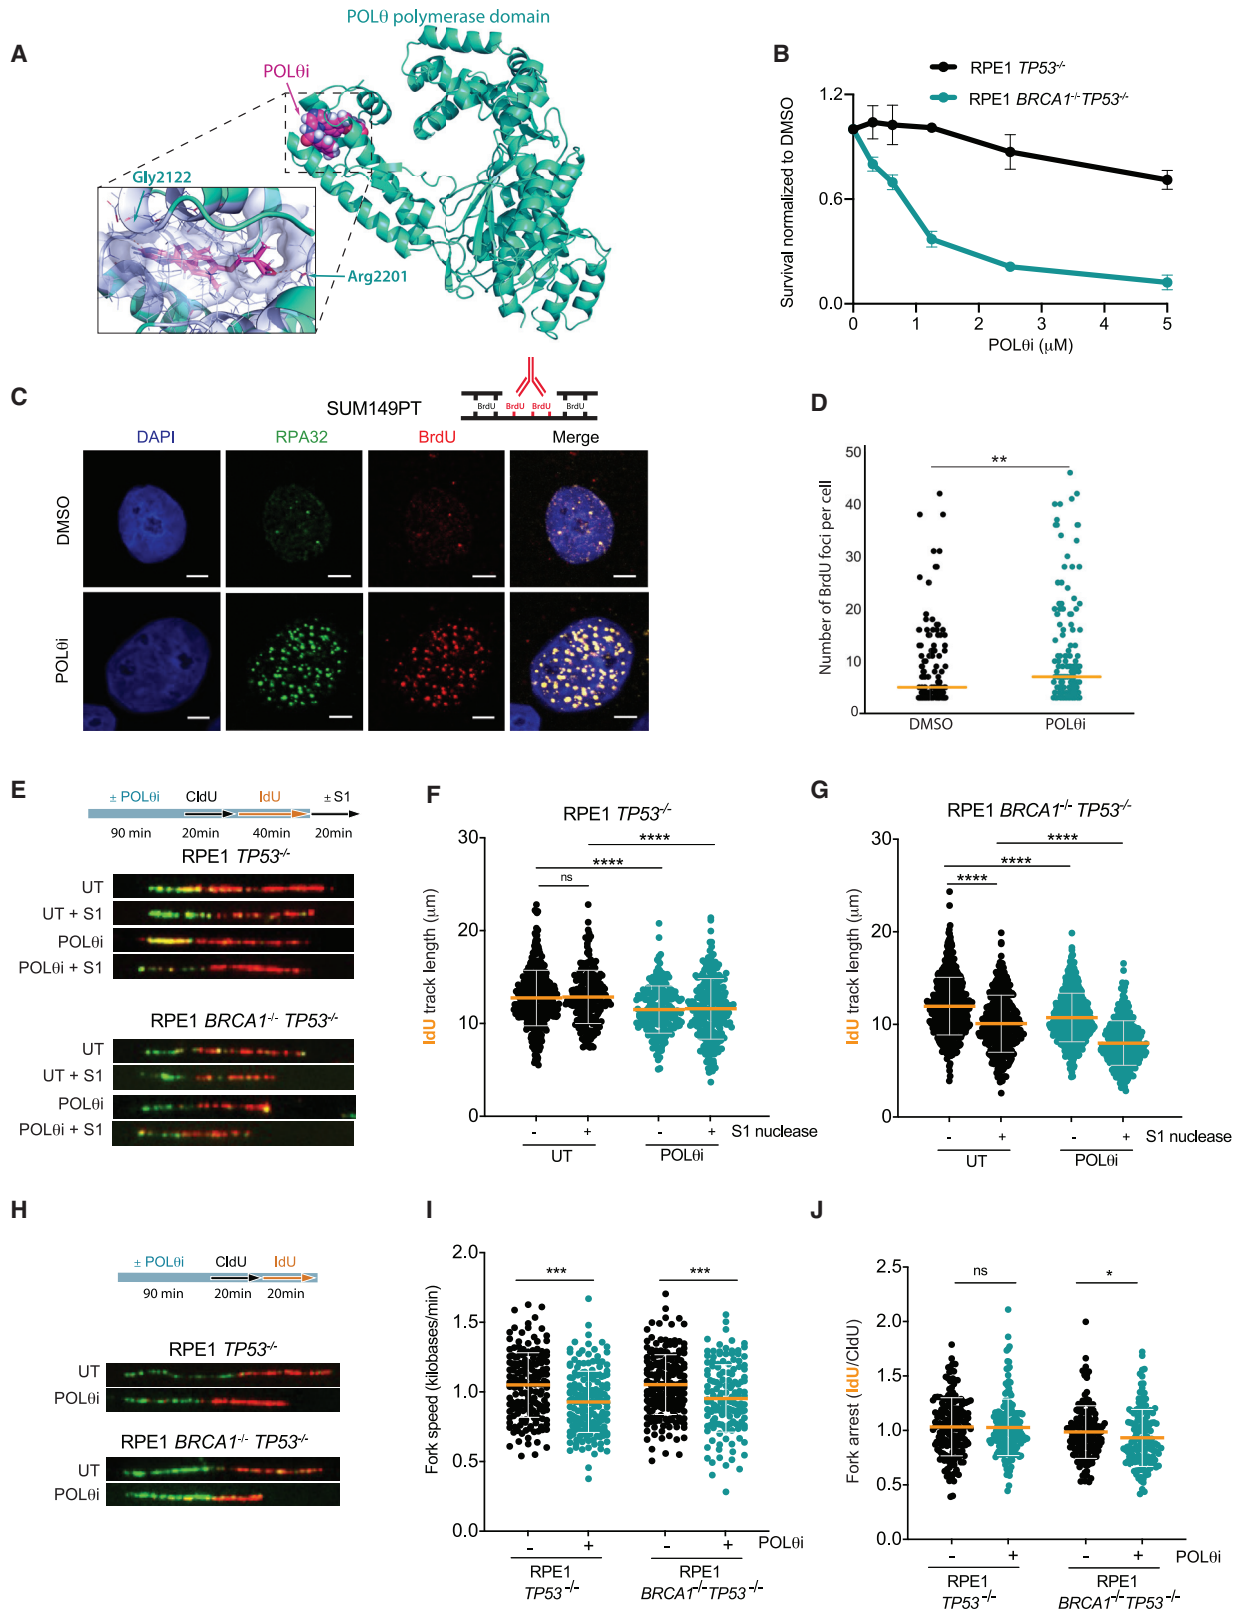 A
POLθ polymerase domain
POLθi
Gly2122
Arg2201
B
RPE1 TP53-/-
RPE1 BRCA1-/-TP53-/-
Survival normalized to DMSO
1.2
0.6
0.0
0 1 2 3 4 5
POLθi (μM)
C
SUM149PT
BrdU BrdU BrdU BrdU
DAPI RPA32 BrdU Merge
DMSO
POLθi
D
**
Number of BrdU foci per cell
50
40
30
20
10
0
DMSO POLθi
E
± POLθi CldU IdU ± S1
90 min 20min 40min 20min
RPE1 TP53-/-
UT
UT + S1
POLθi
POLθi + S1
RPE1 BRCA1-/- TP53-/-
UT
UT + S1
POLθi
POLθi + S1
F
RPE1 TP53-/-
****
****
ns
IdU track length (μm)
30
20
10
0
- + - + S1 nuclease
UT POLθi
G
RPE1 BRCA1-/- TP53-/-
****
****
****
IdU track length (μm)
30
20
10
0
- + - + S1 nuclease
UT POLθi
H
± POLθi CldU IdU
90 min 20min 20min
RPE1 TP53-/-
UT
POLθi
RPE1 BRCA1-/- TP53-/-
UT
POLθi
I
*** ***
Fork speed (kilobases/min)
2.0
1.5
1.0
0.5
0.0
- + - + POLθi
RPE1 RPE1
TP53-/- BRCA1-/-TP53-/-
J
ns *
Fork arrest (IdU/CldU)
2.5
2.0
1.5
1.0
0.5
0.0
- + - + POLθi
RPE1 RPE1
TP53-/- BRCA1-/-TP53-/-